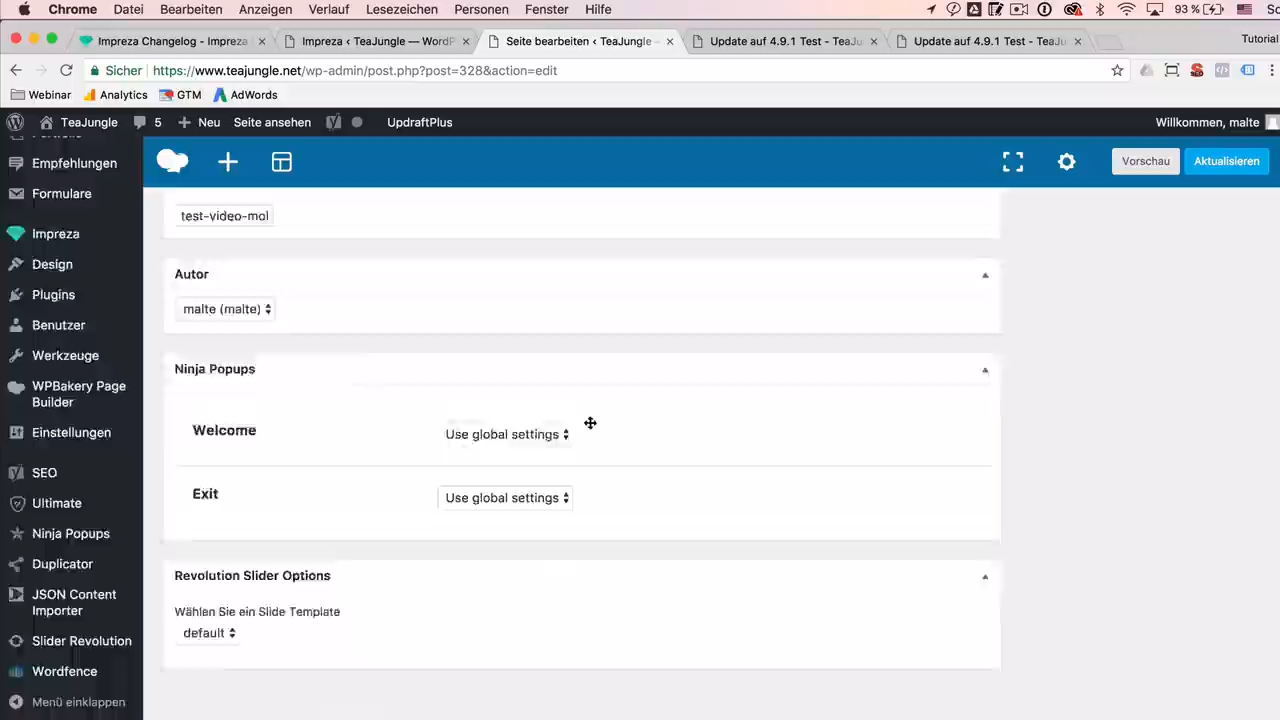 Chrome Datei Bearbeiten Anzeigen Verlauf Lesezeichen Personen Fenster Hilfe 93 %
Impreza Changelog - Impreza Impreza ‹ TeaJungle — WordP Seite bearbeiten ‹ TeaJungle Update auf 4.9.1 Test - TeaJu Update auf 4.9.1 Test - TeaJu Tutorial
Sicher https://www.teajungle.net/wp-admin/post.php?post=328&action=edit
Webinar Analytics GTM AdWords
TeaJungle 5 Neu Seite ansehen UpdraftPlus Willkommen, malte
Empfehlungen
Formulare
Impreza
Design
Plugins
Benutzer
Werkzeuge
WPBakery Page
Builder
Einstellungen
SEO
Ultimate
Ninja Popups
Duplicator
JSON Content
Importer
Slider Revolution
Wordfence
Menü einklappen
Vorschau Aktualisieren
test-video-mol
Autor
malte (malte)
Ninja Popups
Welcome Use global settings
Exit Use global settings
Revolution Slider Options
Wählen Sie ein Slide Template
default